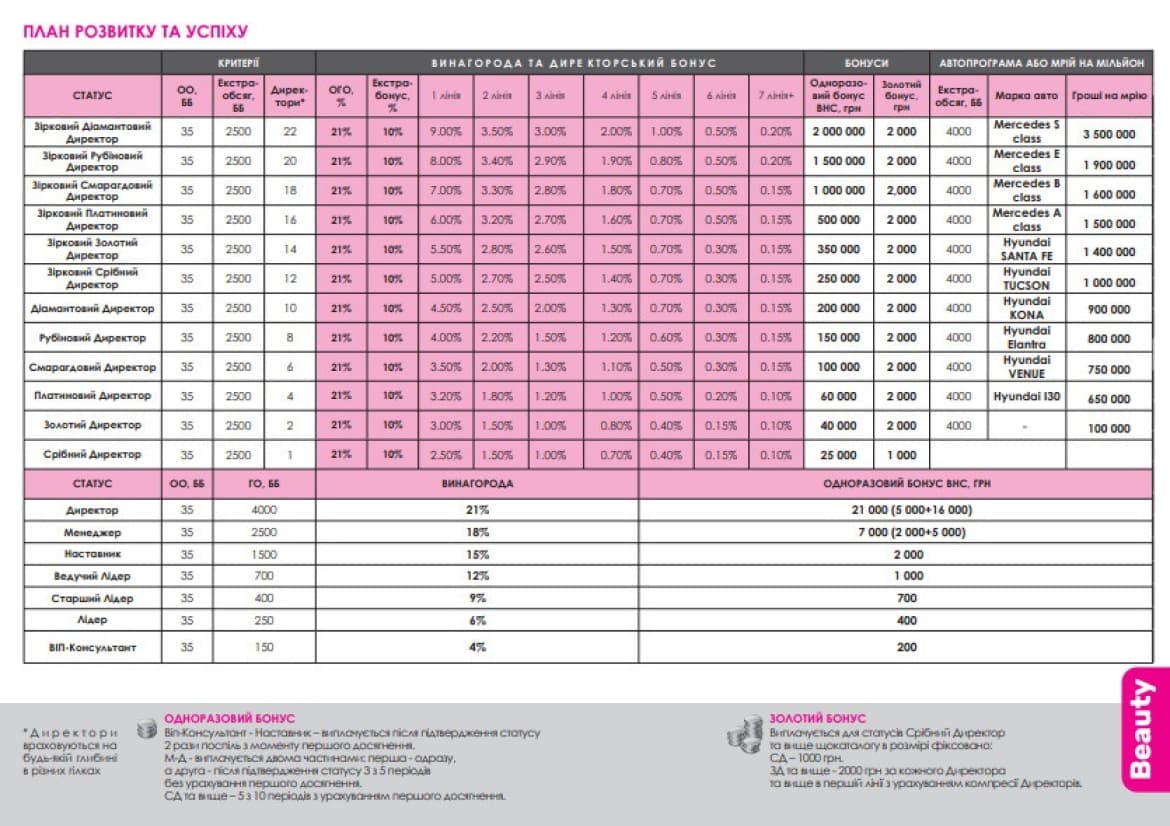 ПЛАН РОЗВИТКУ ТА УСПІХУ
КРИТЕРІЇ ВИНАГОРОДА ТА ДИРЕКТОРСЬКИЙ БОНУС БОНУСИ АВТОПРОГРАМА АБО МРІЙ НА МІЛЬЙОН
СТАТУС ОО, ББ Екстра-обсяг, ББ Дирек-тори* ОГО, % Екстра-бонус, % 1 лінія 2 лінія 3 лінія 4 лінія 5 лінія 6 лінія 7 лінія+ Одноразо-вий бонус ВНС, грн Золотий бонус, грн Екстра-обсяг, ББ Марка авто Гроші на мрію
Зірковий Діамантовий Директор 35 2500 22 21% 10% 9.00% 3.50% 3.00% 2.00% 1.00% 0.50% 0.20% 2 000 000 2 000 4000 Mercedes S class 3 500 000
Зірковий Рубіновий Директор 35 2500 20 21% 10% 8.00% 3.40% 2.90% 1.90% 0.80% 0.50% 0.20% 1 500 000 2 000 4000 Mercedes E class 1 900 000
Зірковий Смарагдовий Директор 35 2500 18 21% 10% 7.00% 3.30% 2.80% 1.80% 0.70% 0.50% 0.15% 1 000 000 2,000 4000 Mercedes B class 1 600 000
Зірковий Платиновий Директор 35 2500 16 21% 10% 6.00% 3.20% 2.70% 1.60% 0.70% 0.50% 0.15% 500 000 2 000 4000 Mercedes A class 1 500 000
Зірковий Золотий Директор 35 2500 14 21% 10% 5.50% 2.80% 2.60% 1.50% 0.70% 0.30% 0.15% 350 000 2 000 4000 Hyundai SANTA FE 1 400 000
Зірковий Срібний Директор 35 2500 12 21% 10% 5.00% 2.70% 2.50% 1.40% 0.70% 0.30% 0.15% 250 000 2 000 4000 Hyundai TUCSON 1 000 000
Діамантовий Директор 35 2500 10 21% 10% 4.50% 2.50% 2.00% 1.30% 0.70% 0.30% 0.15% 200 000 2 000 4000 Hyundai KONA 900 000
Рубіновий Директор 35 2500 8 21% 10% 4.00% 2.20% 1.50% 1.20% 0.60% 0.30% 0.15% 150 000 2 000 4000 Hyundai Elantra 800 000
Смарагдовий Директор 35 2500 6 21% 10% 3.50% 2.00% 1.30% 1.10% 0.50% 0.30% 0.15% 100 000 2 000 4000 Hyundai VENUE 750 000
Платиновий Директор 35 2500 4 21% 10% 3.20% 1.80% 1.20% 1.00% 0.50% 0.20% 0.10% 60 000 2 000 4000 Hyundai I30 650 000
Золотий Директор 35 2500 2 21% 10% 3.00% 1.50% 1.00% 0.80% 0.40% 0.15% 0.10% 40 000 2 000 4000 - 100 000
Срібний Директор 35 2500 1 21% 10% 2.50% 1.50% 1.00% 0.70% 0.40% 0.15% 0.10% 25 000 1 000
СТАТУС ОО, ББ ГО, ББ ВИНАГОРОДА ОДНОРАЗОВИЙ БОНУС ВНС, ГРН
Директор 35 4000 21% 21 000 (5 000+16 000)
Менеджер 35 2500 18% 7 000 (2 000+5 000)
Наставник 35 1500 15% 2 000
Ведучий Лідер 35 700 12% 1 000
Старший Лідер 35 400 9% 700
Лідер 35 250 6% 400
ВІП-Консультант 35 150 4% 200
*Директори
враховуються на
будь-якій глибині
в різних гілках
ОДНОРАЗОВИЙ БОНУС
Віп-Консультант - Наставник – виплачується після підтвердження статусу
2 рази поспіль з моменту першого досягнення.
М-Д - виплачується двома частинами: перша - одразу,
а друга - після підтвердження статусу 3 з 5 періодів
без урахування першого досягнення.
СД та вище – 5 з 10 періодів з урахуванням першого досягнення.
ЗОЛОТИЙ БОНУС
Виплачується для статусів Срібний Директор
та вище щокаталогу в розмірі фіксовано:
СД – 1000 грн.
ЗД та вище - 2000 грн за кожного Директора
та вище в першій лінії з урахуванням компресії Директорів.
Beauty